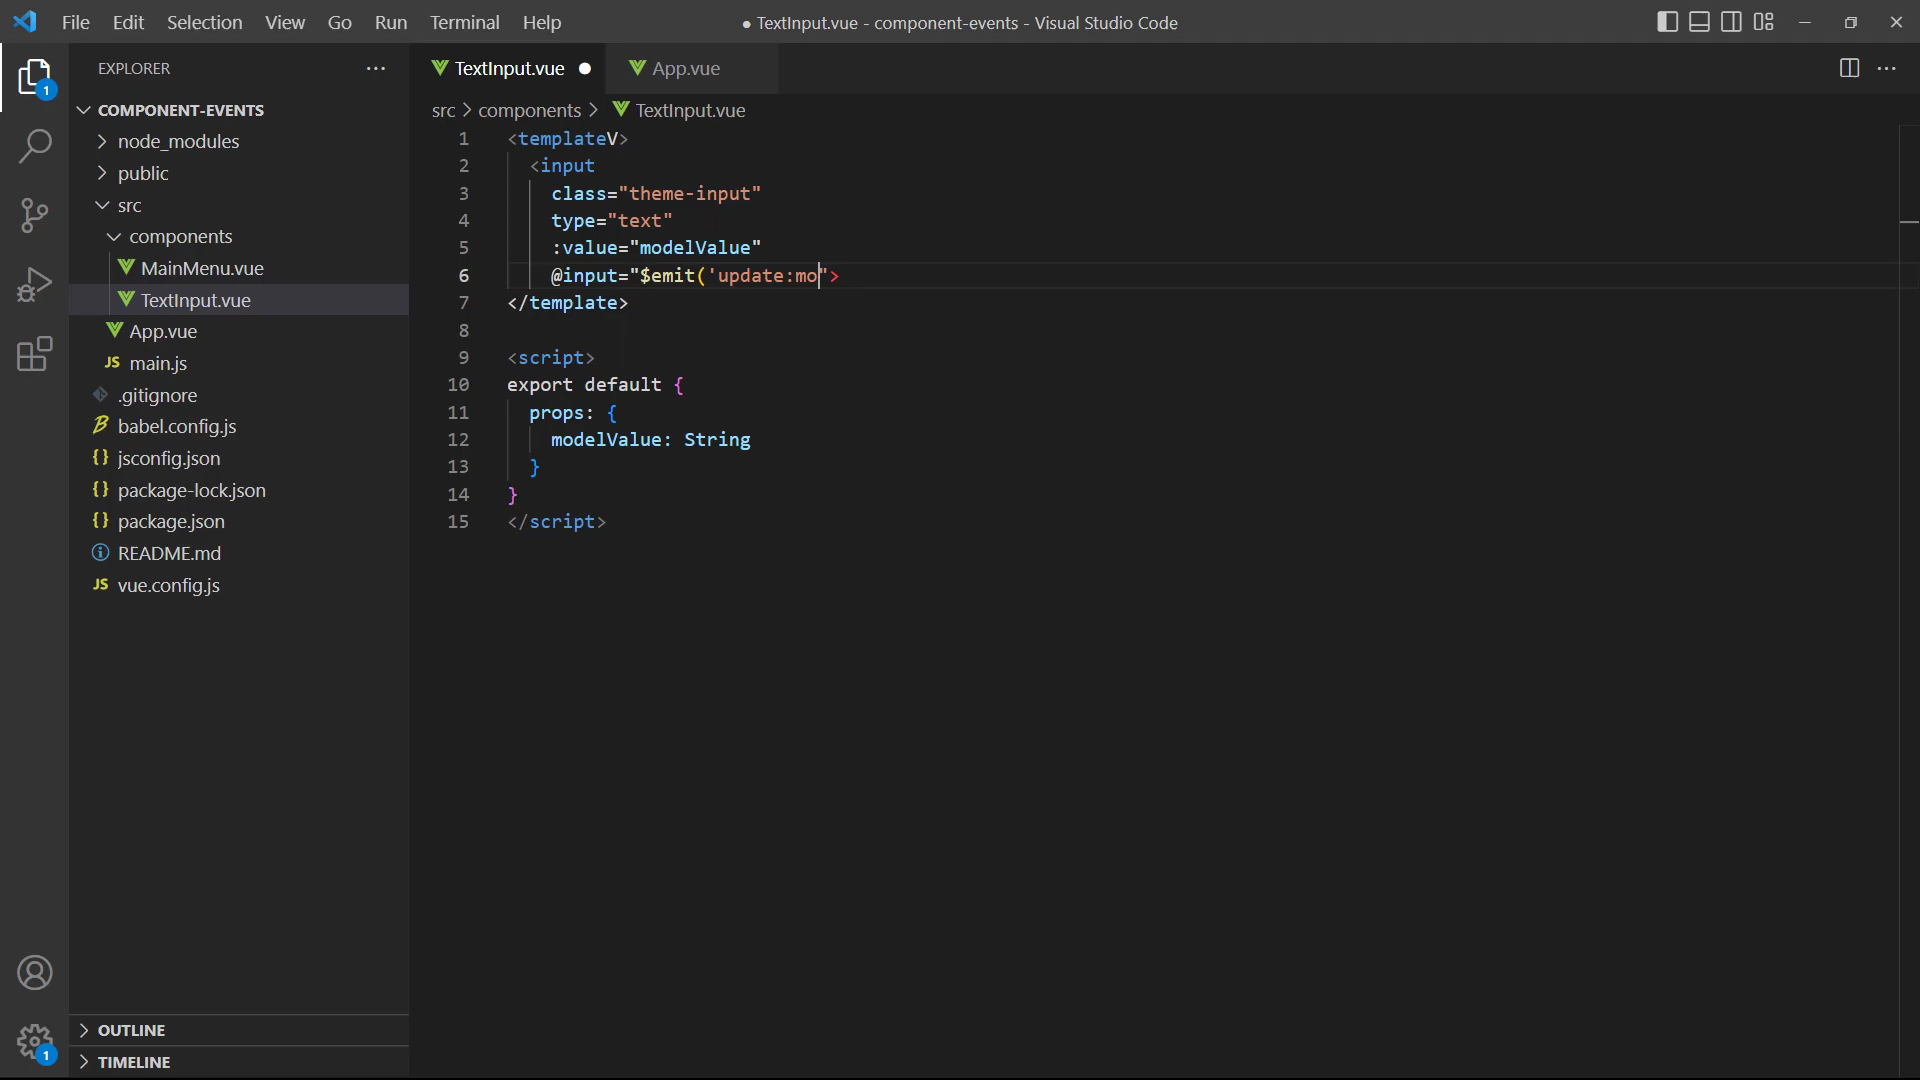 File Edit Selection View Go Run Terminal Help
● TextInput.vue - component-events - Visual Studio Code
EXPLORER
COMPONENT-EVENTS
node_modules
public
src
components
MainMenu.vue
TextInput.vue
App.vue
JS main.js
.gitignore
babel.config.js
{} jsconfig.json
{} package-lock.json
{} package.json
README.md
JS vue.config.js
OUTLINE
TIMELINE
1
1
TextInput.vue ● App.vue
src > components > TextInput.vue
1 <templateV>
2 <input
3 class="theme-input"
4 type="text"
5 :value="modelValue"
6 @input="$emit('update:mo">
7 </template>
8
9 <script>
10 export default {
11 props: {
12 modelValue: String
13 }
14 }
15 </script>